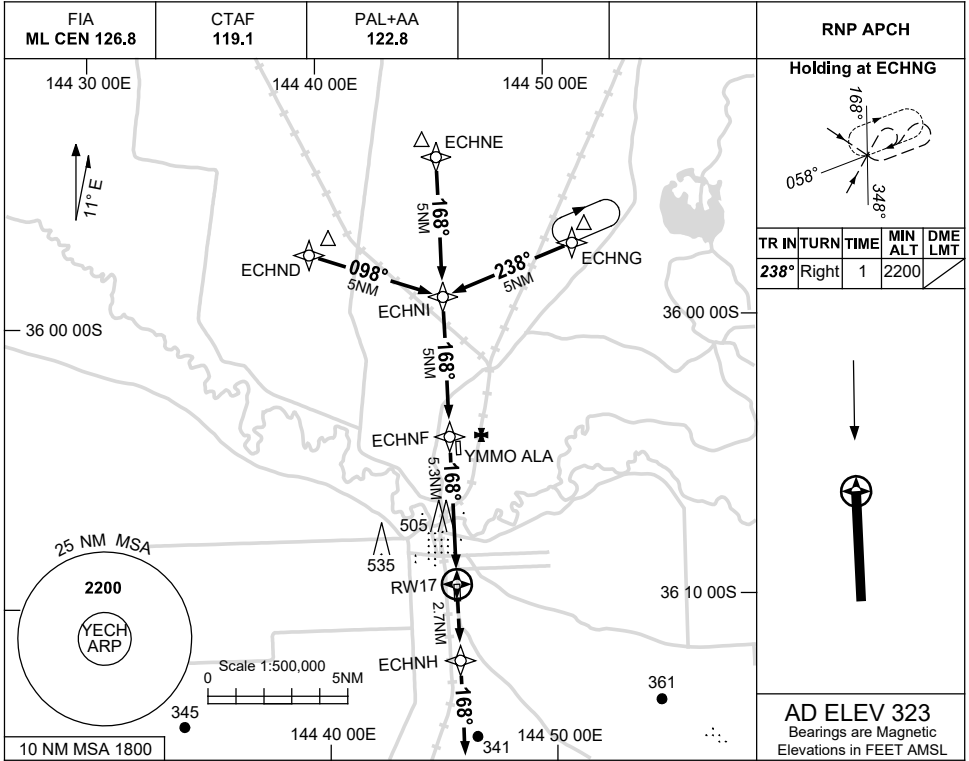 FIA
ML CEN 126.8
CTAF
119.1
PAL+AA
122.8
RNP APCH
144 30 00E
144 40 00E
144 50 00E
11° E
ECHNE
168°
5NM
ECHND
098°
5NM
ECHNG
238°
5NM
ECHNI
36 00 00S
36 00 00S
168°
5NM
ECHNF
YMMO ALA
168°
5.3NM
505
535
RW17
36 10 00S
2.7NM
ECHNH
168°
25 NM MSA
2200
YECH
ARP
Scale 1:500,000
0
5NM
345
361
341
144 40 00E
144 50 00E
10 NM MSA 1800
Holding at ECHNG
168°
058°
348°
TR IN TURN TIME MIN ALT DME LMT
238° Right 1 2200
AD ELEV 323
Bearings are Magnetic
Elevations in FEET AMSL